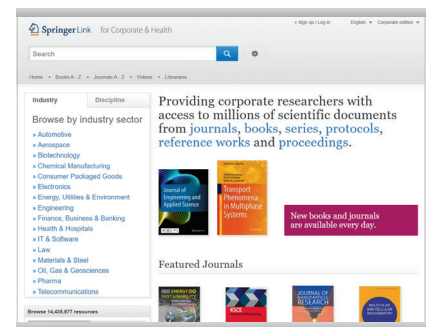 » Sign up / Log in English Corporate edition
Springer Link for Corporate & Health
Search
Home • Books A - Z • Journals A - Z • Videos • Librarians
Industry Discipline
Browse by industry sector
» Automotive
» Aerospace
» Biotechnology
» Chemical Manufacturing
» Consumer Packaged Goods
» Electronics
» Energy, Utilities & Environment
» Engineering
» Finance, Business & Banking
» Health & Hospitals
» IT & Software
» Law
» Materials & Steel
» Oil, Gas & Geosciences
» Pharma
» Telecommunications
Browse 14,435,877 resources
Providing corporate researchers with
access to millions of scientific documents
from journals, books, series, protocols,
reference works and proceedings.
Journal of
Engineering and
Applied Science
Transport
Phenomena
in Multiphase
Systems
New books and journals
are available every day.
Featured Journals
ENERGY
SUSTAINABILITY
KSCE
JOURNAL OF
NANOPARTICLE
RESEARCH
MOLECULAR
AND CELLULAR
BIOCHEMISTRY